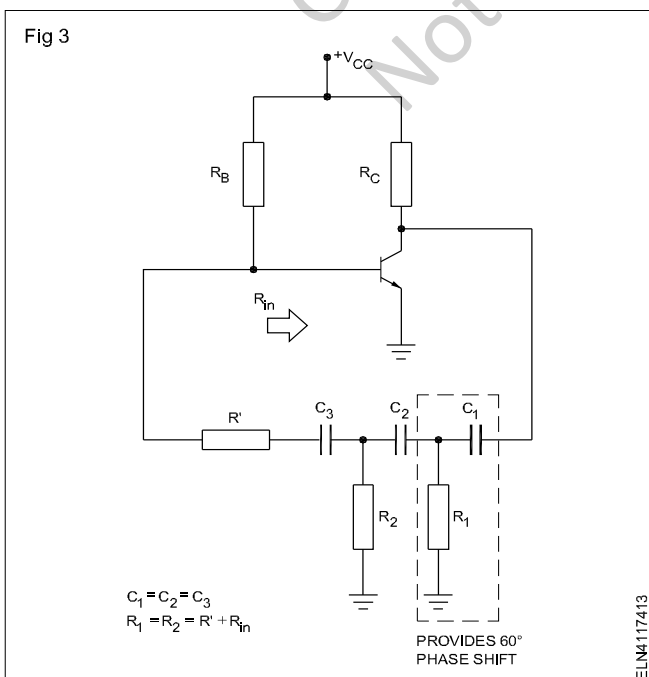 Not
Fig 3
+VCC
RB
RC
Rin
R'
C3
C2
C1
R2
R1
C1 = C2 = C3
R1 = R2 = R' + Rin
PROVIDES 60°
PHASE SHIFT
ELN4117413